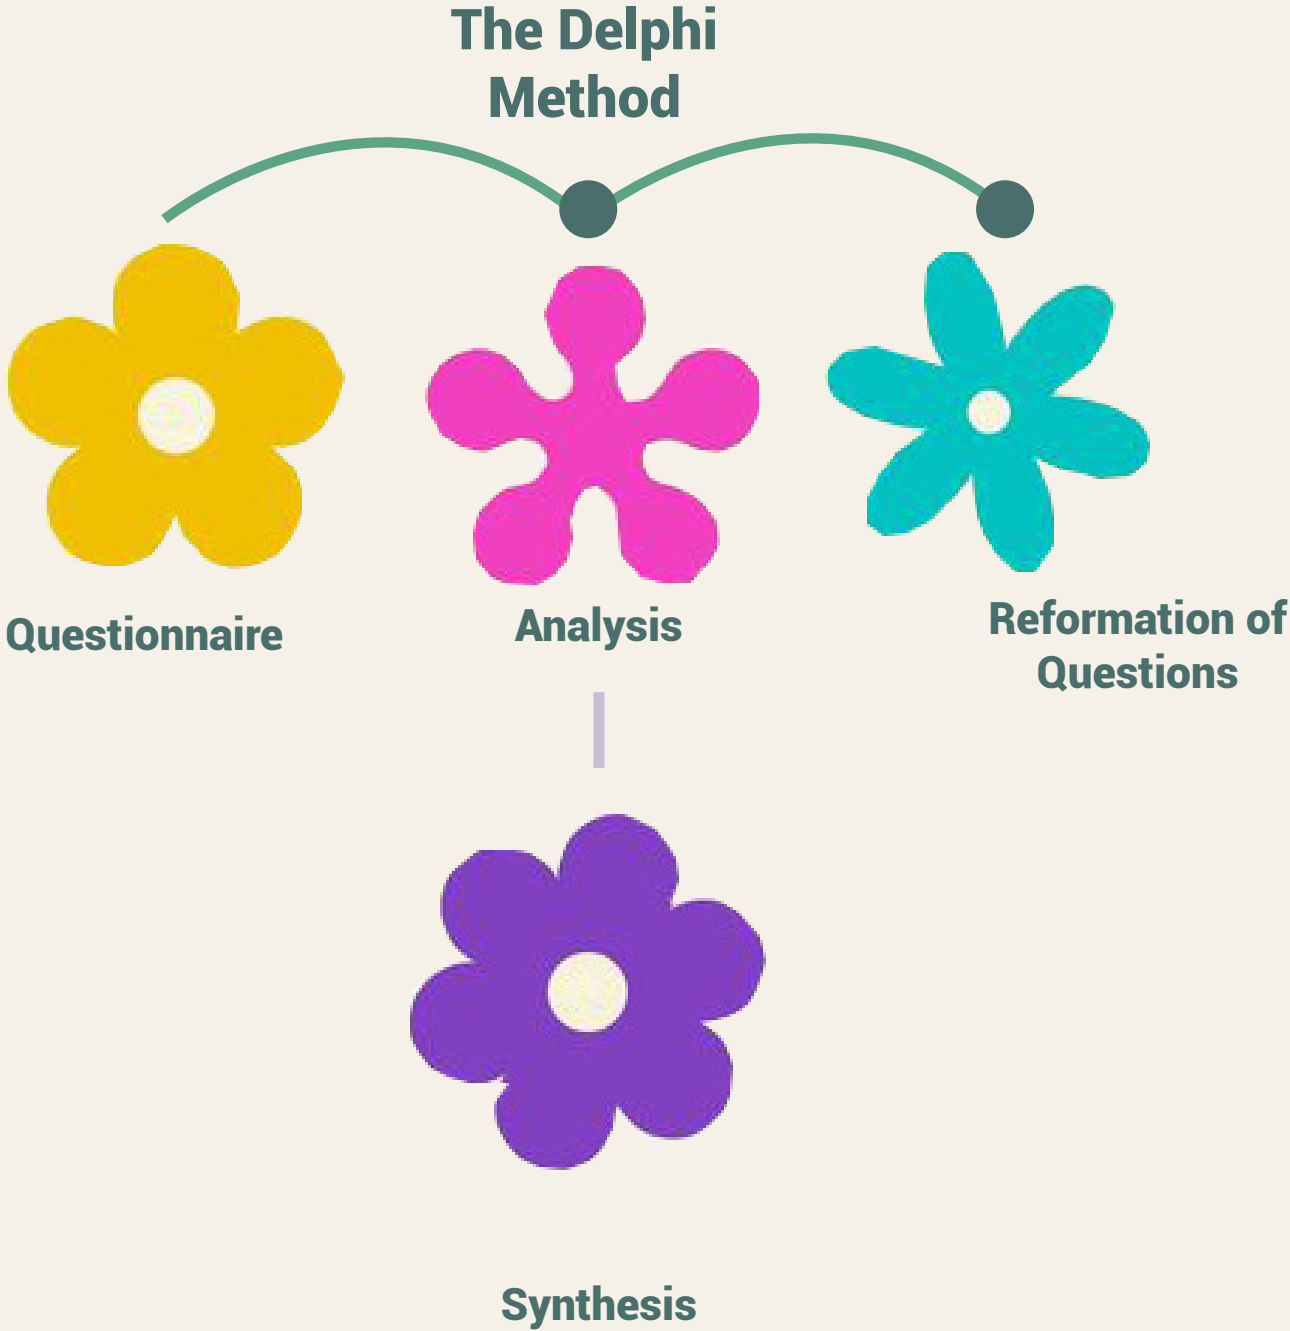 The Delphi
Method
Questionnaire
Analysis
Reformation of
Questions
Synthesis